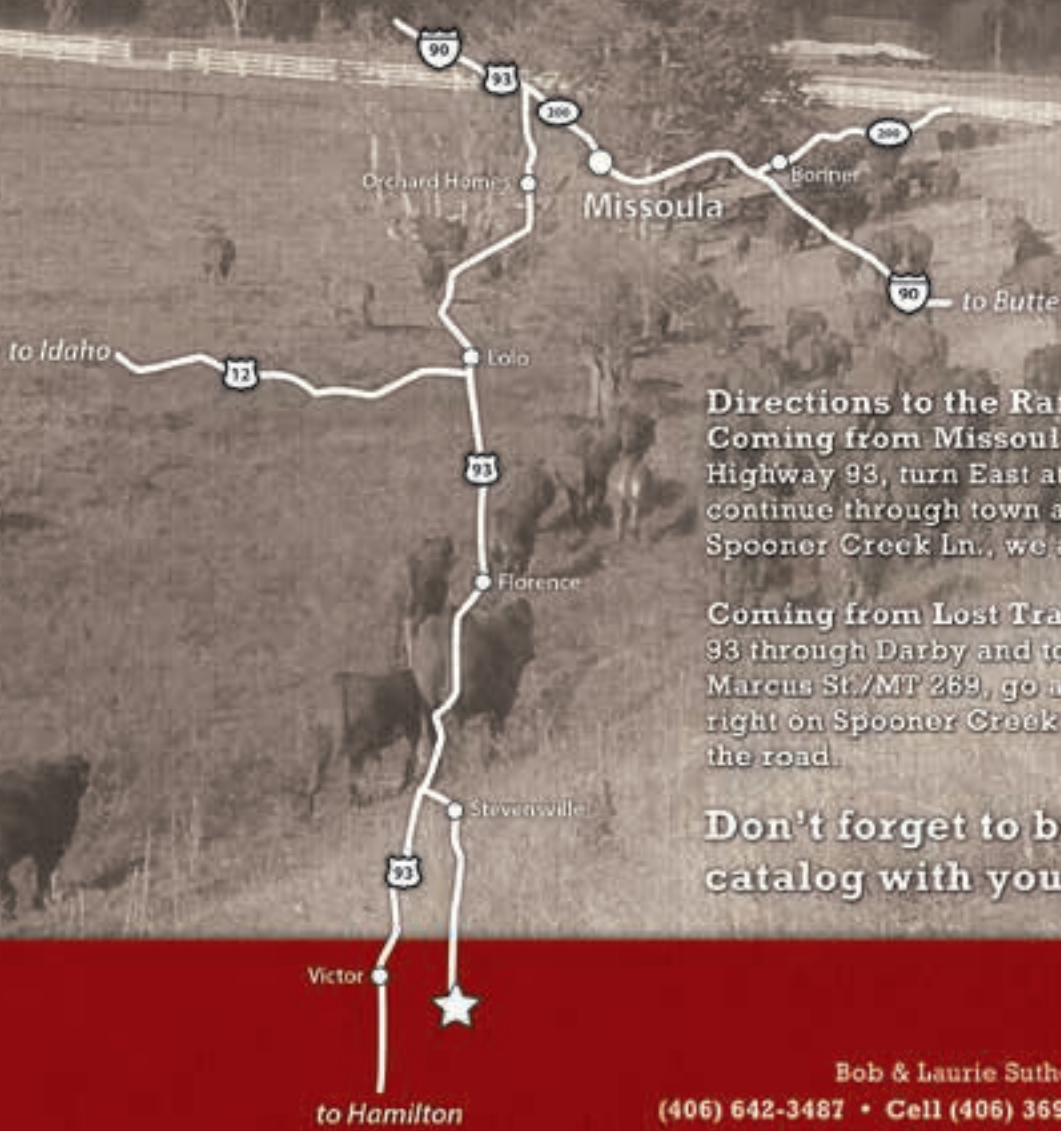 90
93
200
200
Bonner
Orchard Homes
Missoula
90
to Butte
to Idaho
12
Lolo
93
Florence
Stevensville
93
Victor
to Hamilton
Directions to the Ra
Coming from Missoul
Highway 93, turn East at
continue through town a
Spooner Creek Ln., we a
Coming from Lost Tra
93 through Darby and to
Marcus St./MT 269, go a
right on Spooner Creek
the road.
Don't forget to b
catalog with you
Bob & Laurie Suthe
(406) 642-3487 • Cell (406) 369